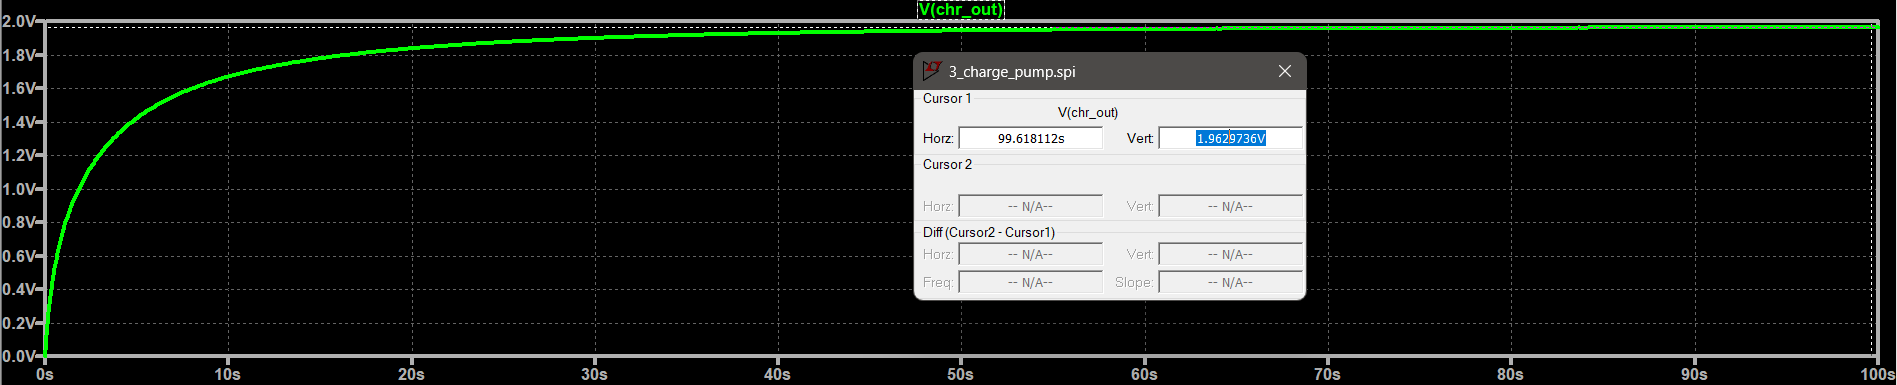 V(chr_out)
2.0V
1.8V
1.6V
1.4V
1.2V
1.0V
0.8V
0.6V
0.4V
0.2V
0.0V
0s 10s 20s 30s 40s 50s 60s 70s 80s 90s 100s
3_charge_pump.spi
Cursor 1
V(chr_out)
Horz: 99.618112s Vert: 1.9629736V
Cursor 2
Horz: -- N/A-- Vert: -- N/A--
Diff (Cursor2 - Cursor1)
Horz: -- N/A-- Vert: -- N/A--
Freq: -- N/A-- Slope: -- N/A--